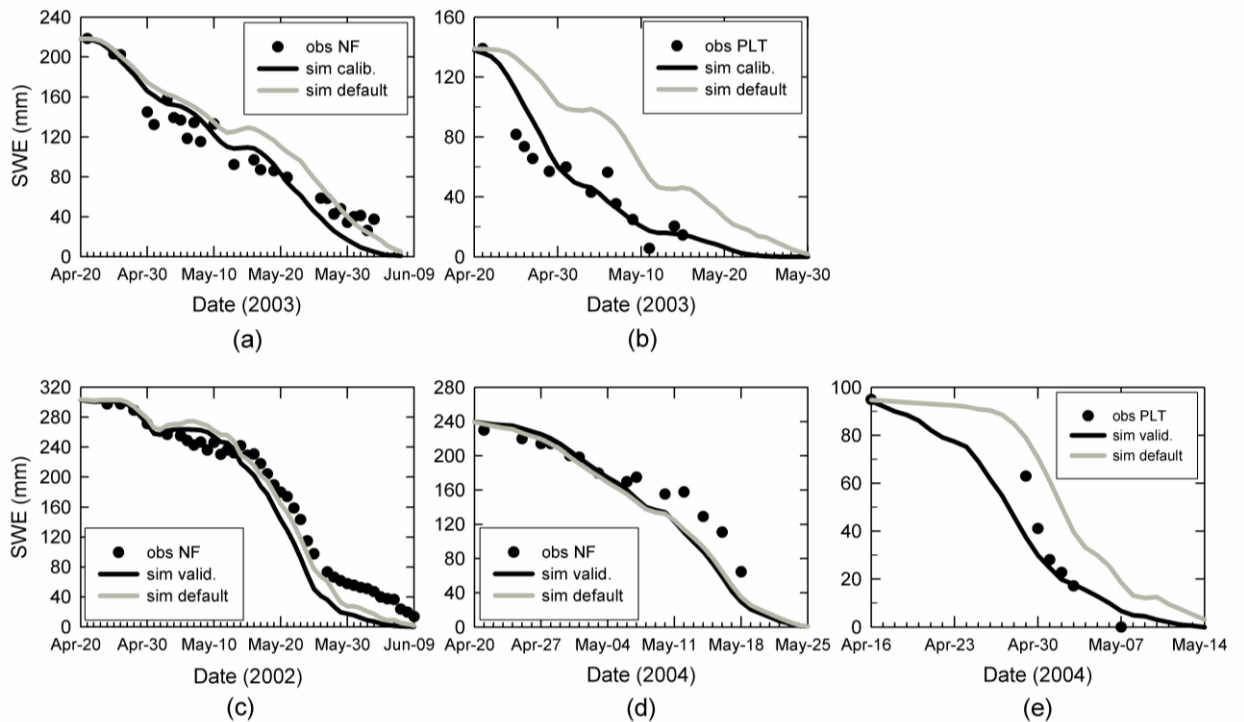 240
200
160
120
80
40
0
SWE (mm)
obs NF
sim calib.
sim default
Apr-20 Apr-30 May-10 May-20 May-30 Jun-09
Date (2003)
(a)
160
120
80
40
0
obs PLT
sim calib.
sim default
Apr-20 Apr-30 May-10 May-20 May-30
Date (2003)
(b)
320
280
240
200
160
120
80
40
0
SWE (mm)
obs NF
sim valid.
sim default
Apr-20 Apr-30 May-10 May-20 May-30 Jun-09
Date (2002)
(c)
280
240
200
160
120
80
40
0
obs NF
sim valid.
sim default
Apr-20 Apr-27 May-04 May-11 May-18 May-25
Date (2004)
(d)
100
80
60
40
20
0
obs PLT
sim valid.
sim default
Apr-16 Apr-23 Apr-30 May-07 May-14
Date (2004)
(e)